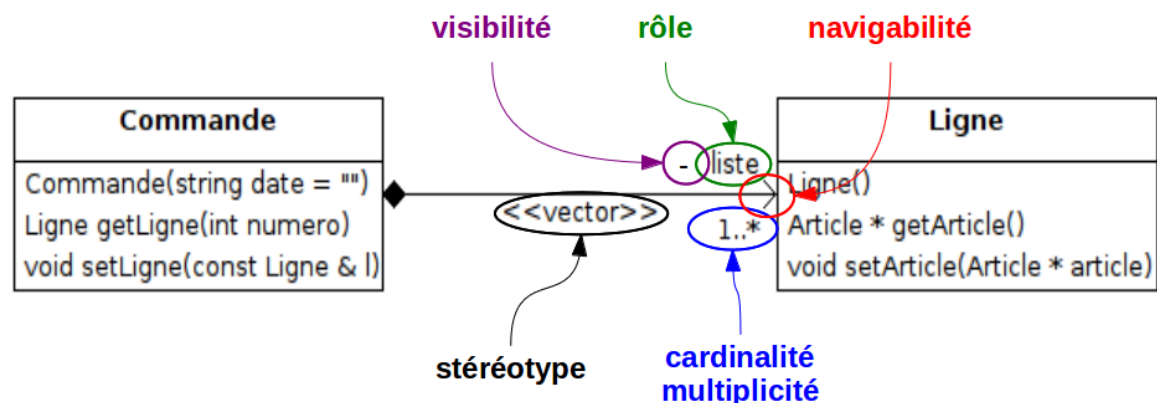 visibilité rôle navigabilité
Commande
Ligne
- liste
Commande(string date = "")
Ligne()
<<vector>>
Ligne getLigne(int numero)
1..*
Article * getArticle()
void setLigne(const Ligne & l)
void setArticle(Article * article)
stéréotype
cardinalité
multiplicité